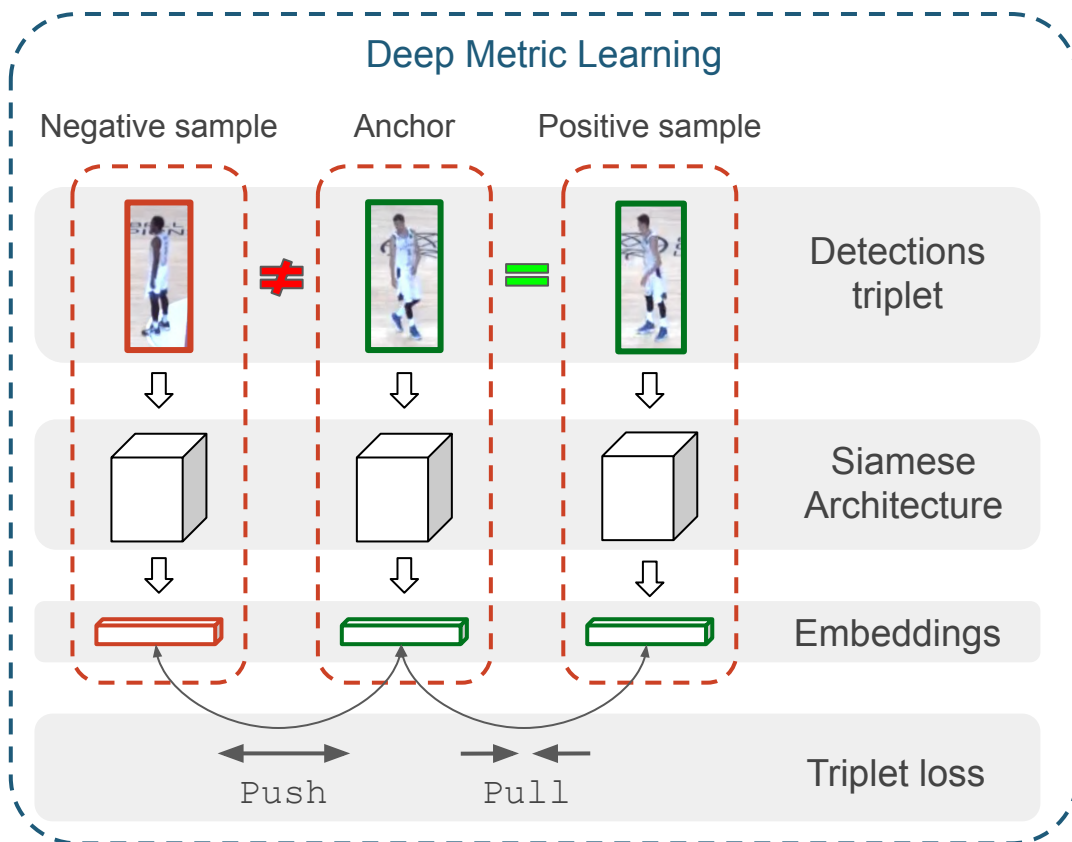 Deep Metric Learning
Negative sample
Anchor
Positive sample
≠
=
Detections
triplet
Siamese
Architecture
Embeddings
Push
Pull
Triplet loss